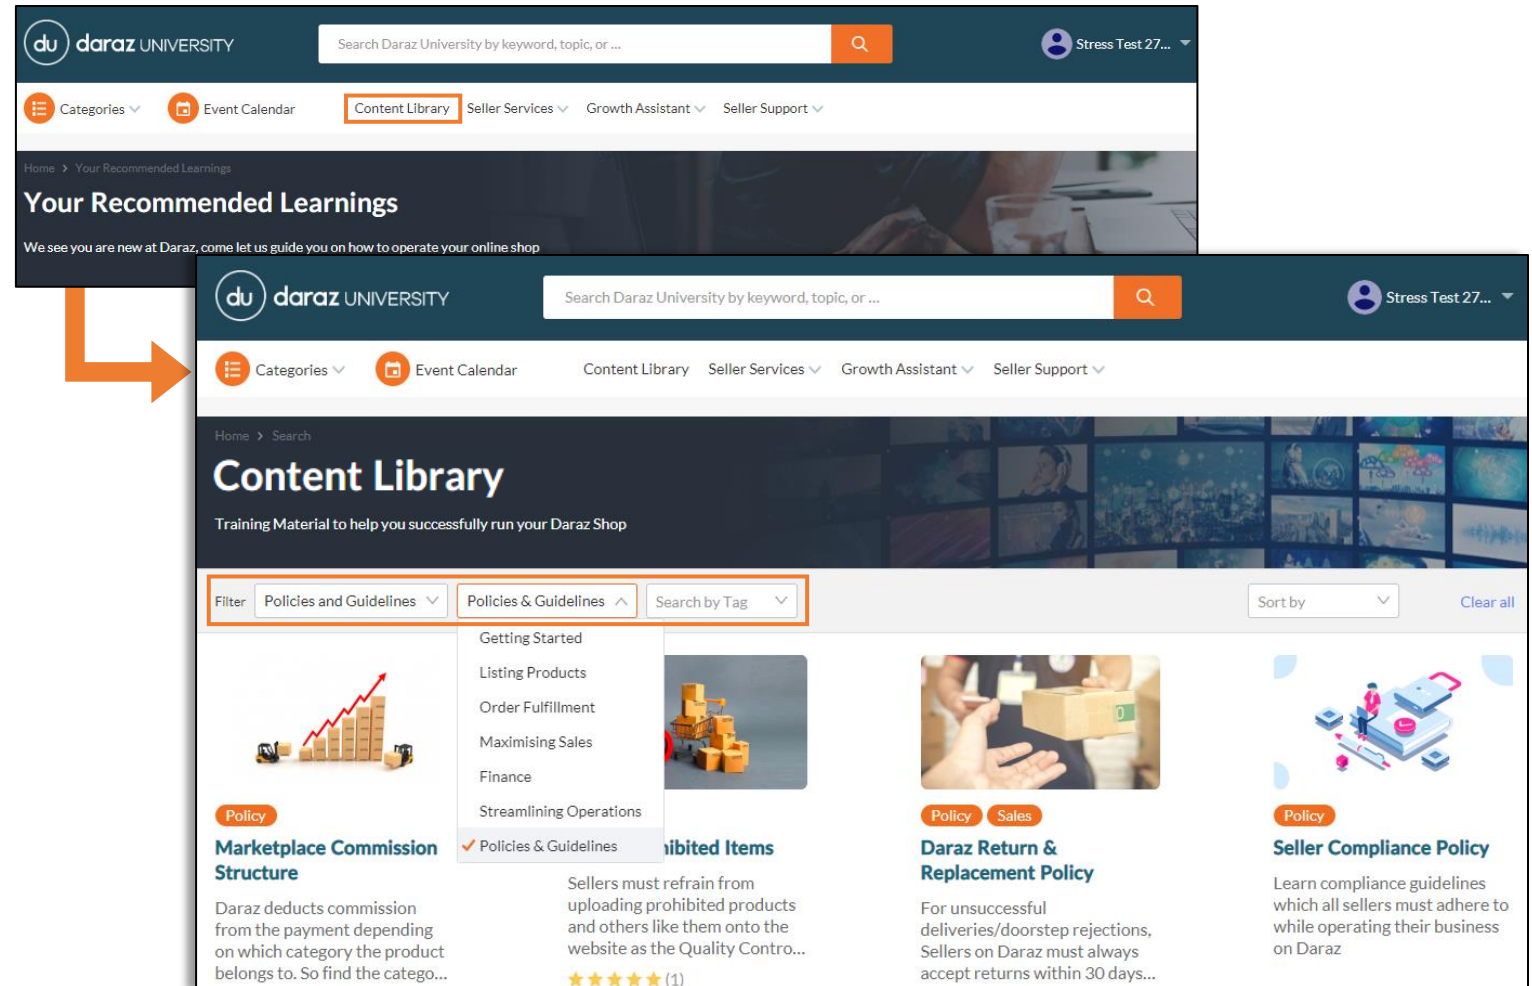 du daraz UNIVERSITY
Search Daraz University by keyword, topic, or ...
Stress Test 27...
Categories
Event Calendar
Content Library
Seller Services
Growth Assistant
Seller Support
Home > Your Recommended Learnings
Your Recommended Learnings
We see you are new at Daraz, come let us guide you on how to operate your online shop
du daraz UNIVERSITY
Search Daraz University by keyword, topic, or ...
Stress Test 27...
Categories
Event Calendar
Content Library
Seller Services
Growth Assistant
Seller Support
Home > Search
Content Library
Training Material to help you successfully run your Daraz Shop
Filter
Policies and Guidelines
Policies & Guidelines
Search by Tag
Sort by
Clear all
Getting Started
Listing Products
Order Fulfillment
Maximising Sales
Finance
Streamlining Operations
Policies & Guidelines
Policy
Marketplace Commission
Structure
Daraz deducts commission
from the payment depending
on which category the product
belongs to. So find the catego...
Items
Sellers must refrain from
uploading prohibited products
and others like them onto the
website as the Quality Contro...
(1)
Policy
Sales
Daraz Return &
Replacement Policy
For unsuccessful
deliveries/doorstep rejections,
Sellers on Daraz must always
accept returns within 30 days...
Policy
Seller Compliance Policy
Learn compliance guidelines
which all sellers must adhere to
while operating their business
on Daraz